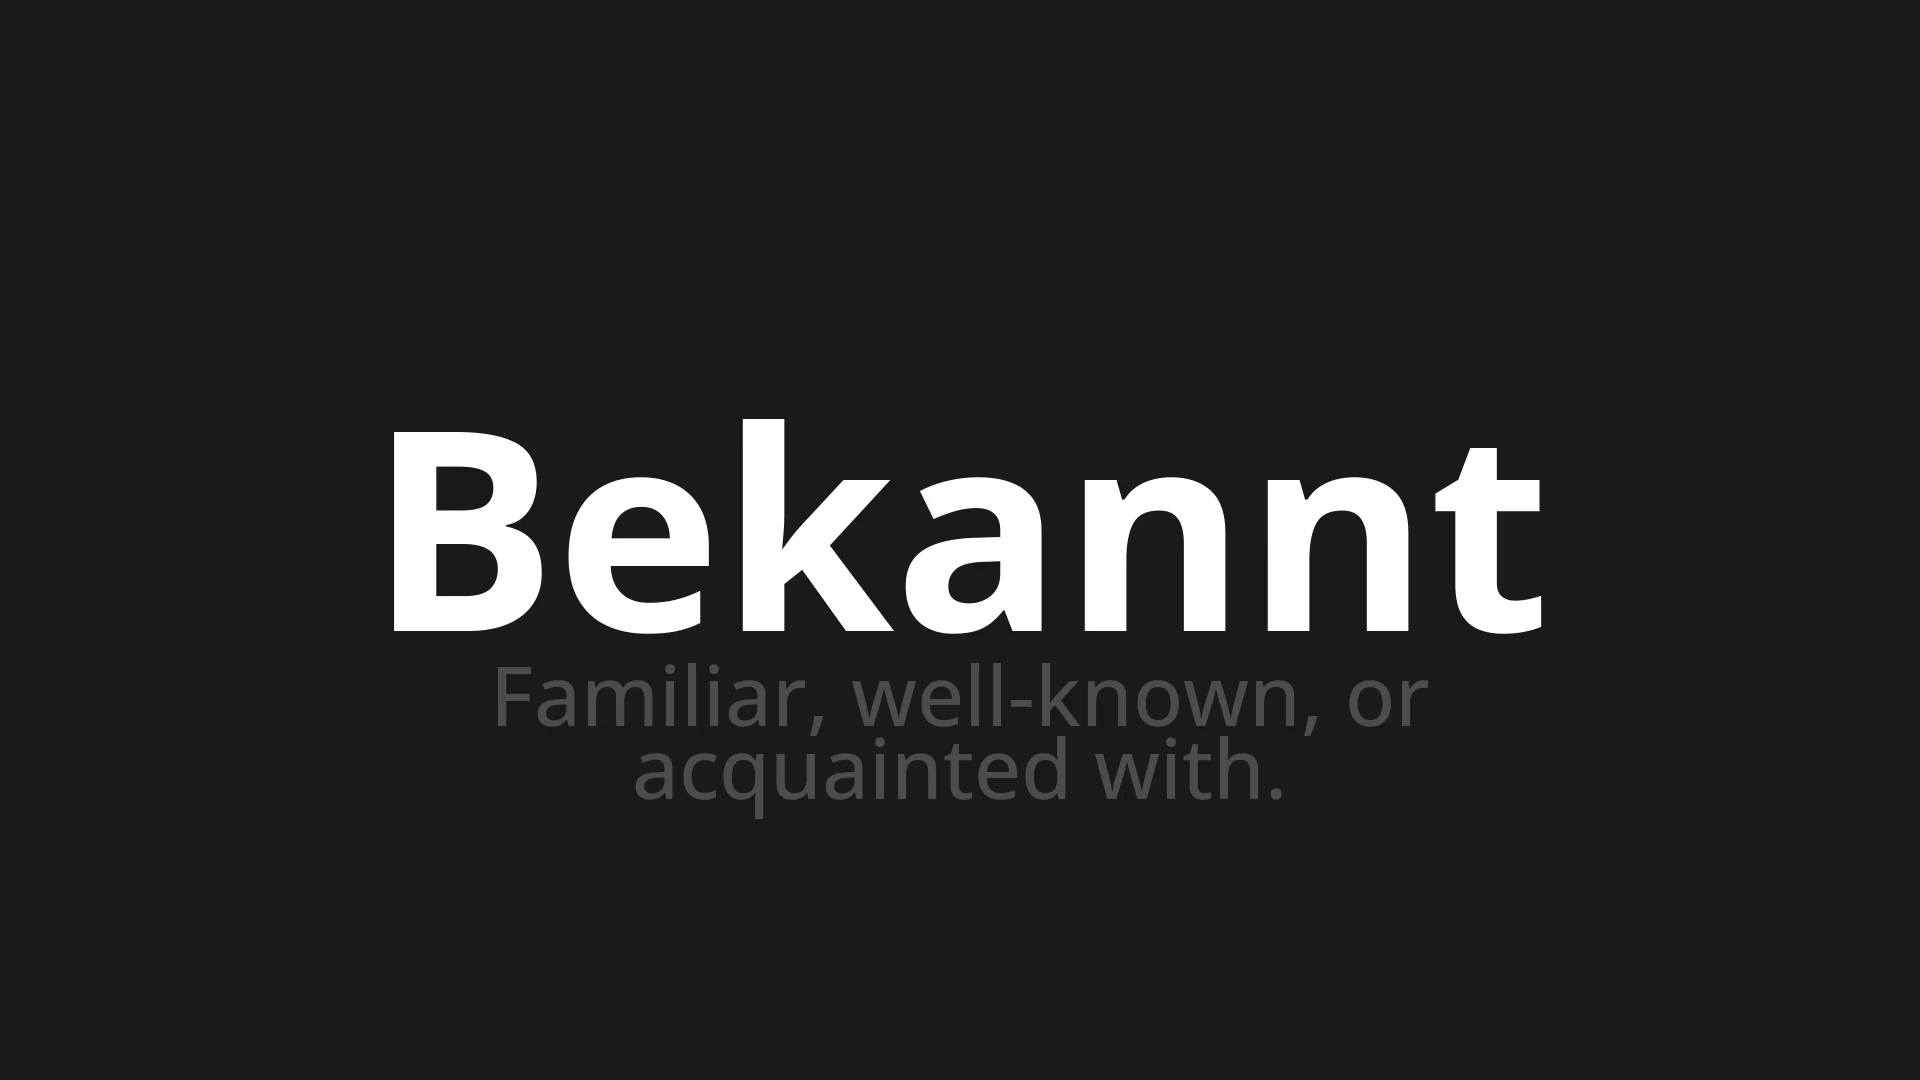 Bekannt
Familiar, well-known, or
acquainted with.